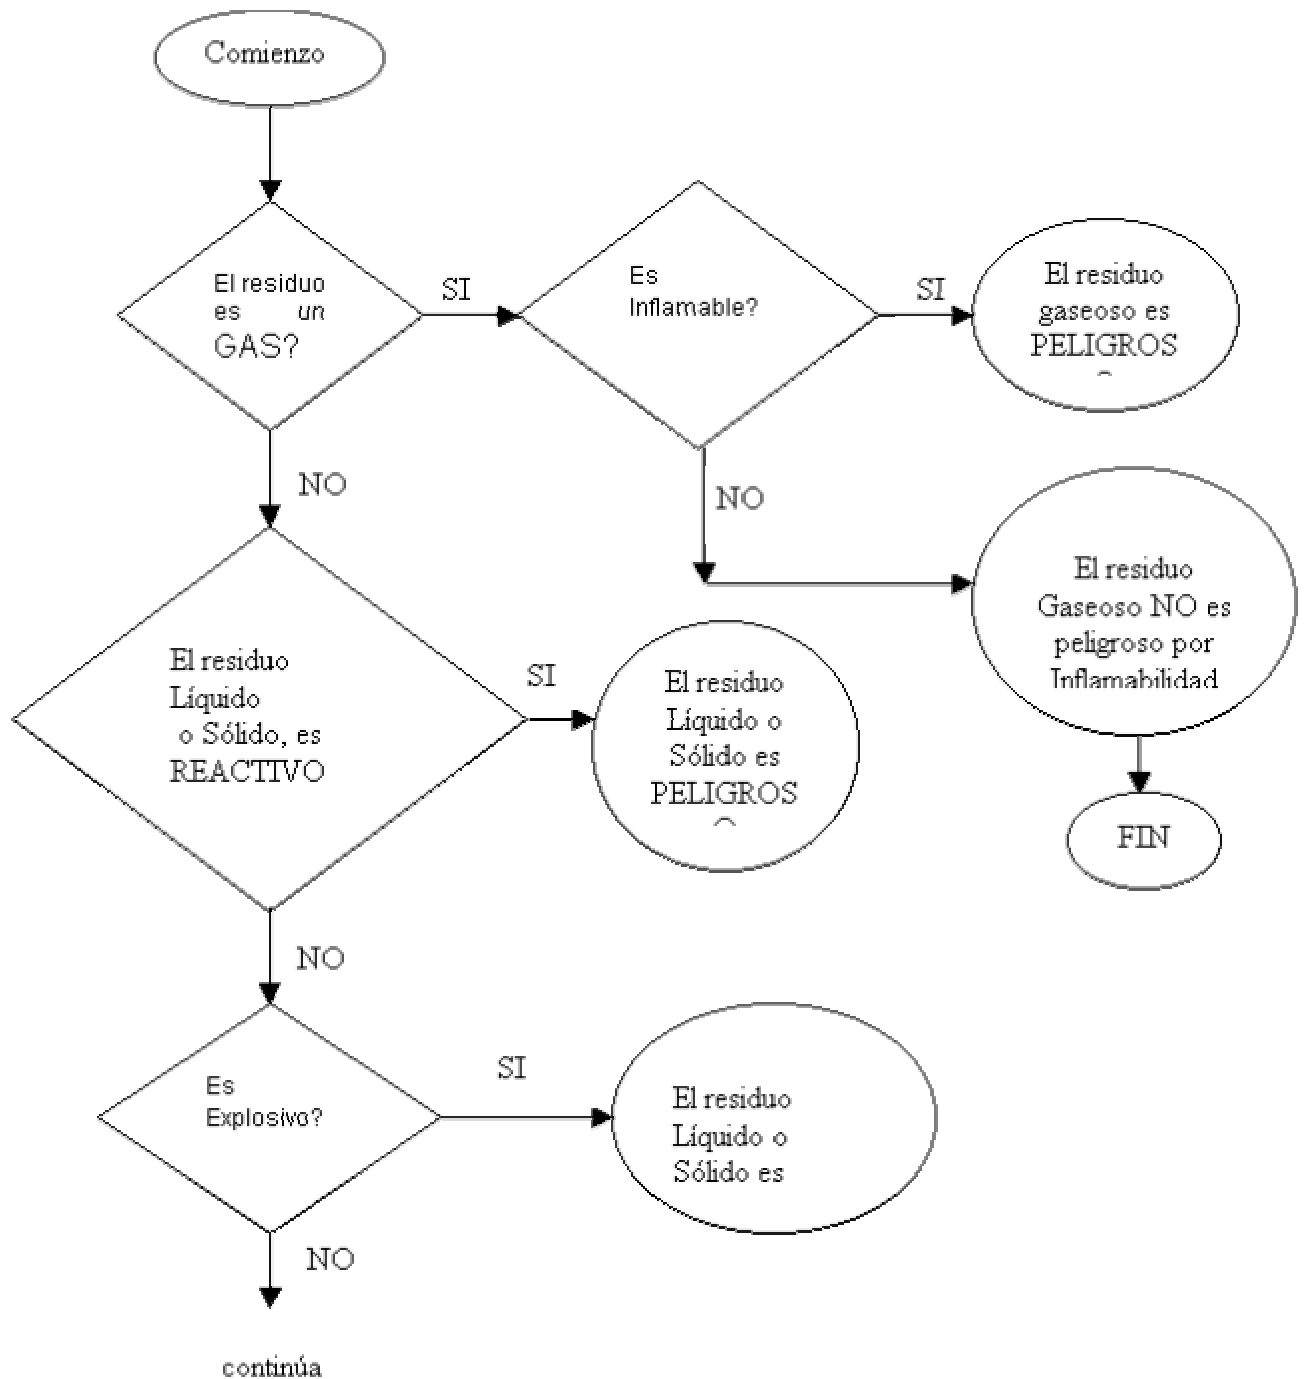 Comienzo
El residuo
es un
GAS?
SI
Es
Inflamable?
SI
El residuo
gaseoso es
PELIGROS
NO
NO
El residuo
Gaseoso NO es
peligroso por
Inflamabilidad
FIN
El residuo
Líquido
o Sólido, es
REACTIVO
SI
El residuo
Líquido o
Sólido es
PELIGROS
NO
Es
Explosivo?
SI
El residuo
Líquido o
Sólido es
NO
continúa